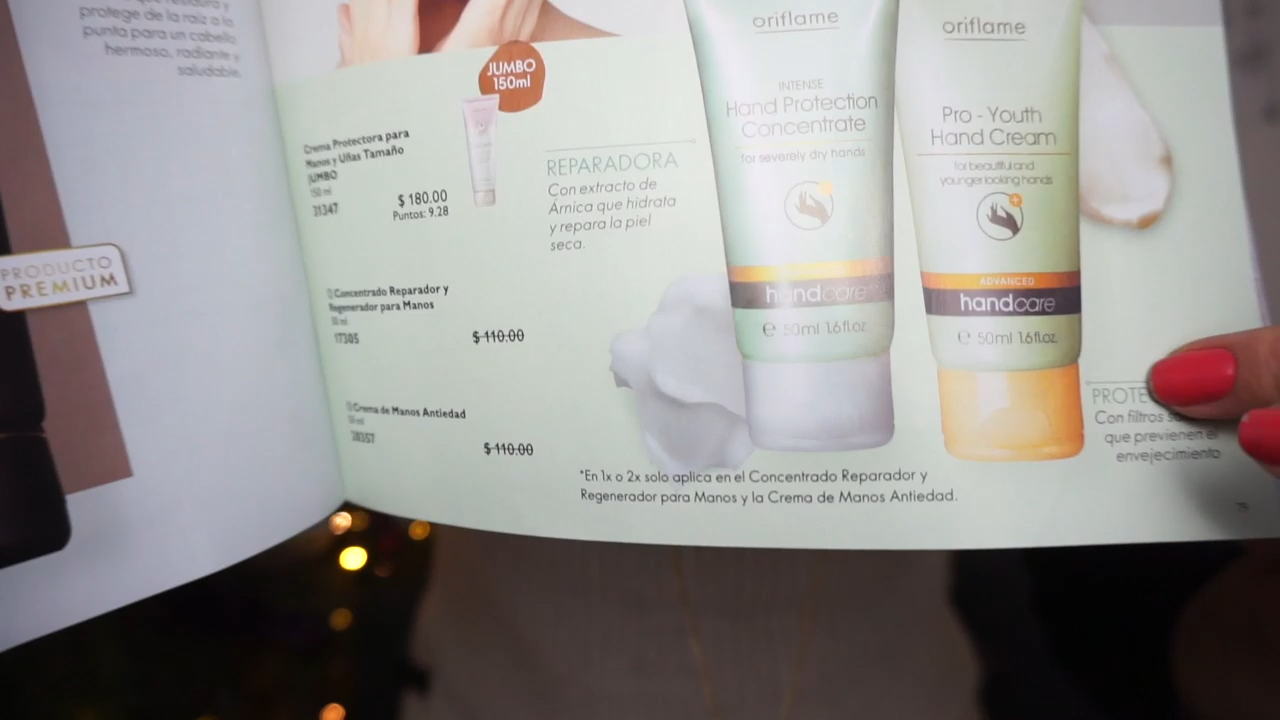 protege de la raíz a la
punta para un cabello
hermoso, radiante y
saludable.
PRODUCTO
PREMIUM
JUMBO
150ml
Crema Protectora para
Manos y Uñas Tamaño
JUMBO
150 ml
31347
$ 180.00
Puntos: 9.28
Concentrado Reparador y
Regenerador para Manos
50 ml
17305
$ 110.00
Crema de Manos Antiedad
50 ml
$ 110.00
REPARADORA
Con extracto de
Árnica que hidrata
y repara la piel
seca.
oriflame
INTENSE
Hand Protection
Concentrate
for severely dry hands
handcare
e 50ml 1.6fl.oz.
oriflame
Pro - Youth
Hand Cream
for beautiful and
younger looking hands
ADVANCED
handcare
e 50ml 1.6fl.oz.
Con filtros
que previenen el
envejecimiento
*En 1x o 2x solo aplica en el Concentrado Reparador y
Regenerador para Manos y la Crema de Manos Antiedad.